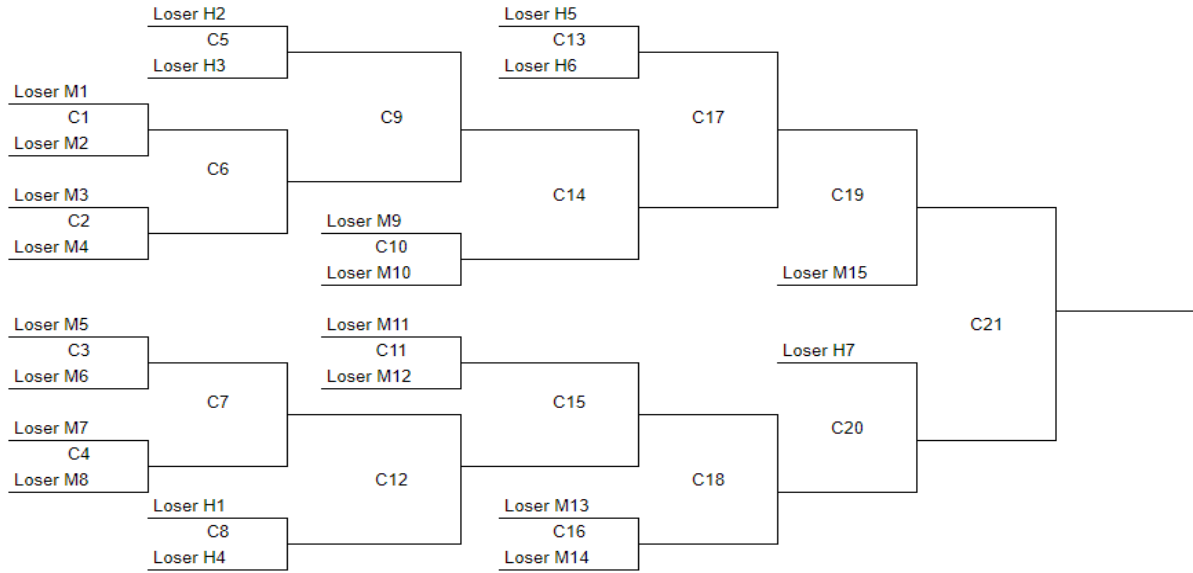 Loser H2
Loser H5
C5
C13
Loser H3
Loser H6
Loser M1
C1
C9
C17
Loser M2
C6
Loser M3
C14
C19
C2
Loser M9
Loser M4
C10
Loser M10
Loser M15
Loser M5
Loser M11
C21
C3
C11
Loser H7
Loser M6
Loser M12
C7
C15
Loser M7
C20
C4
Loser M8
C12
C18
Loser H1
Loser M13
C8
C16
Loser H4
Loser M14